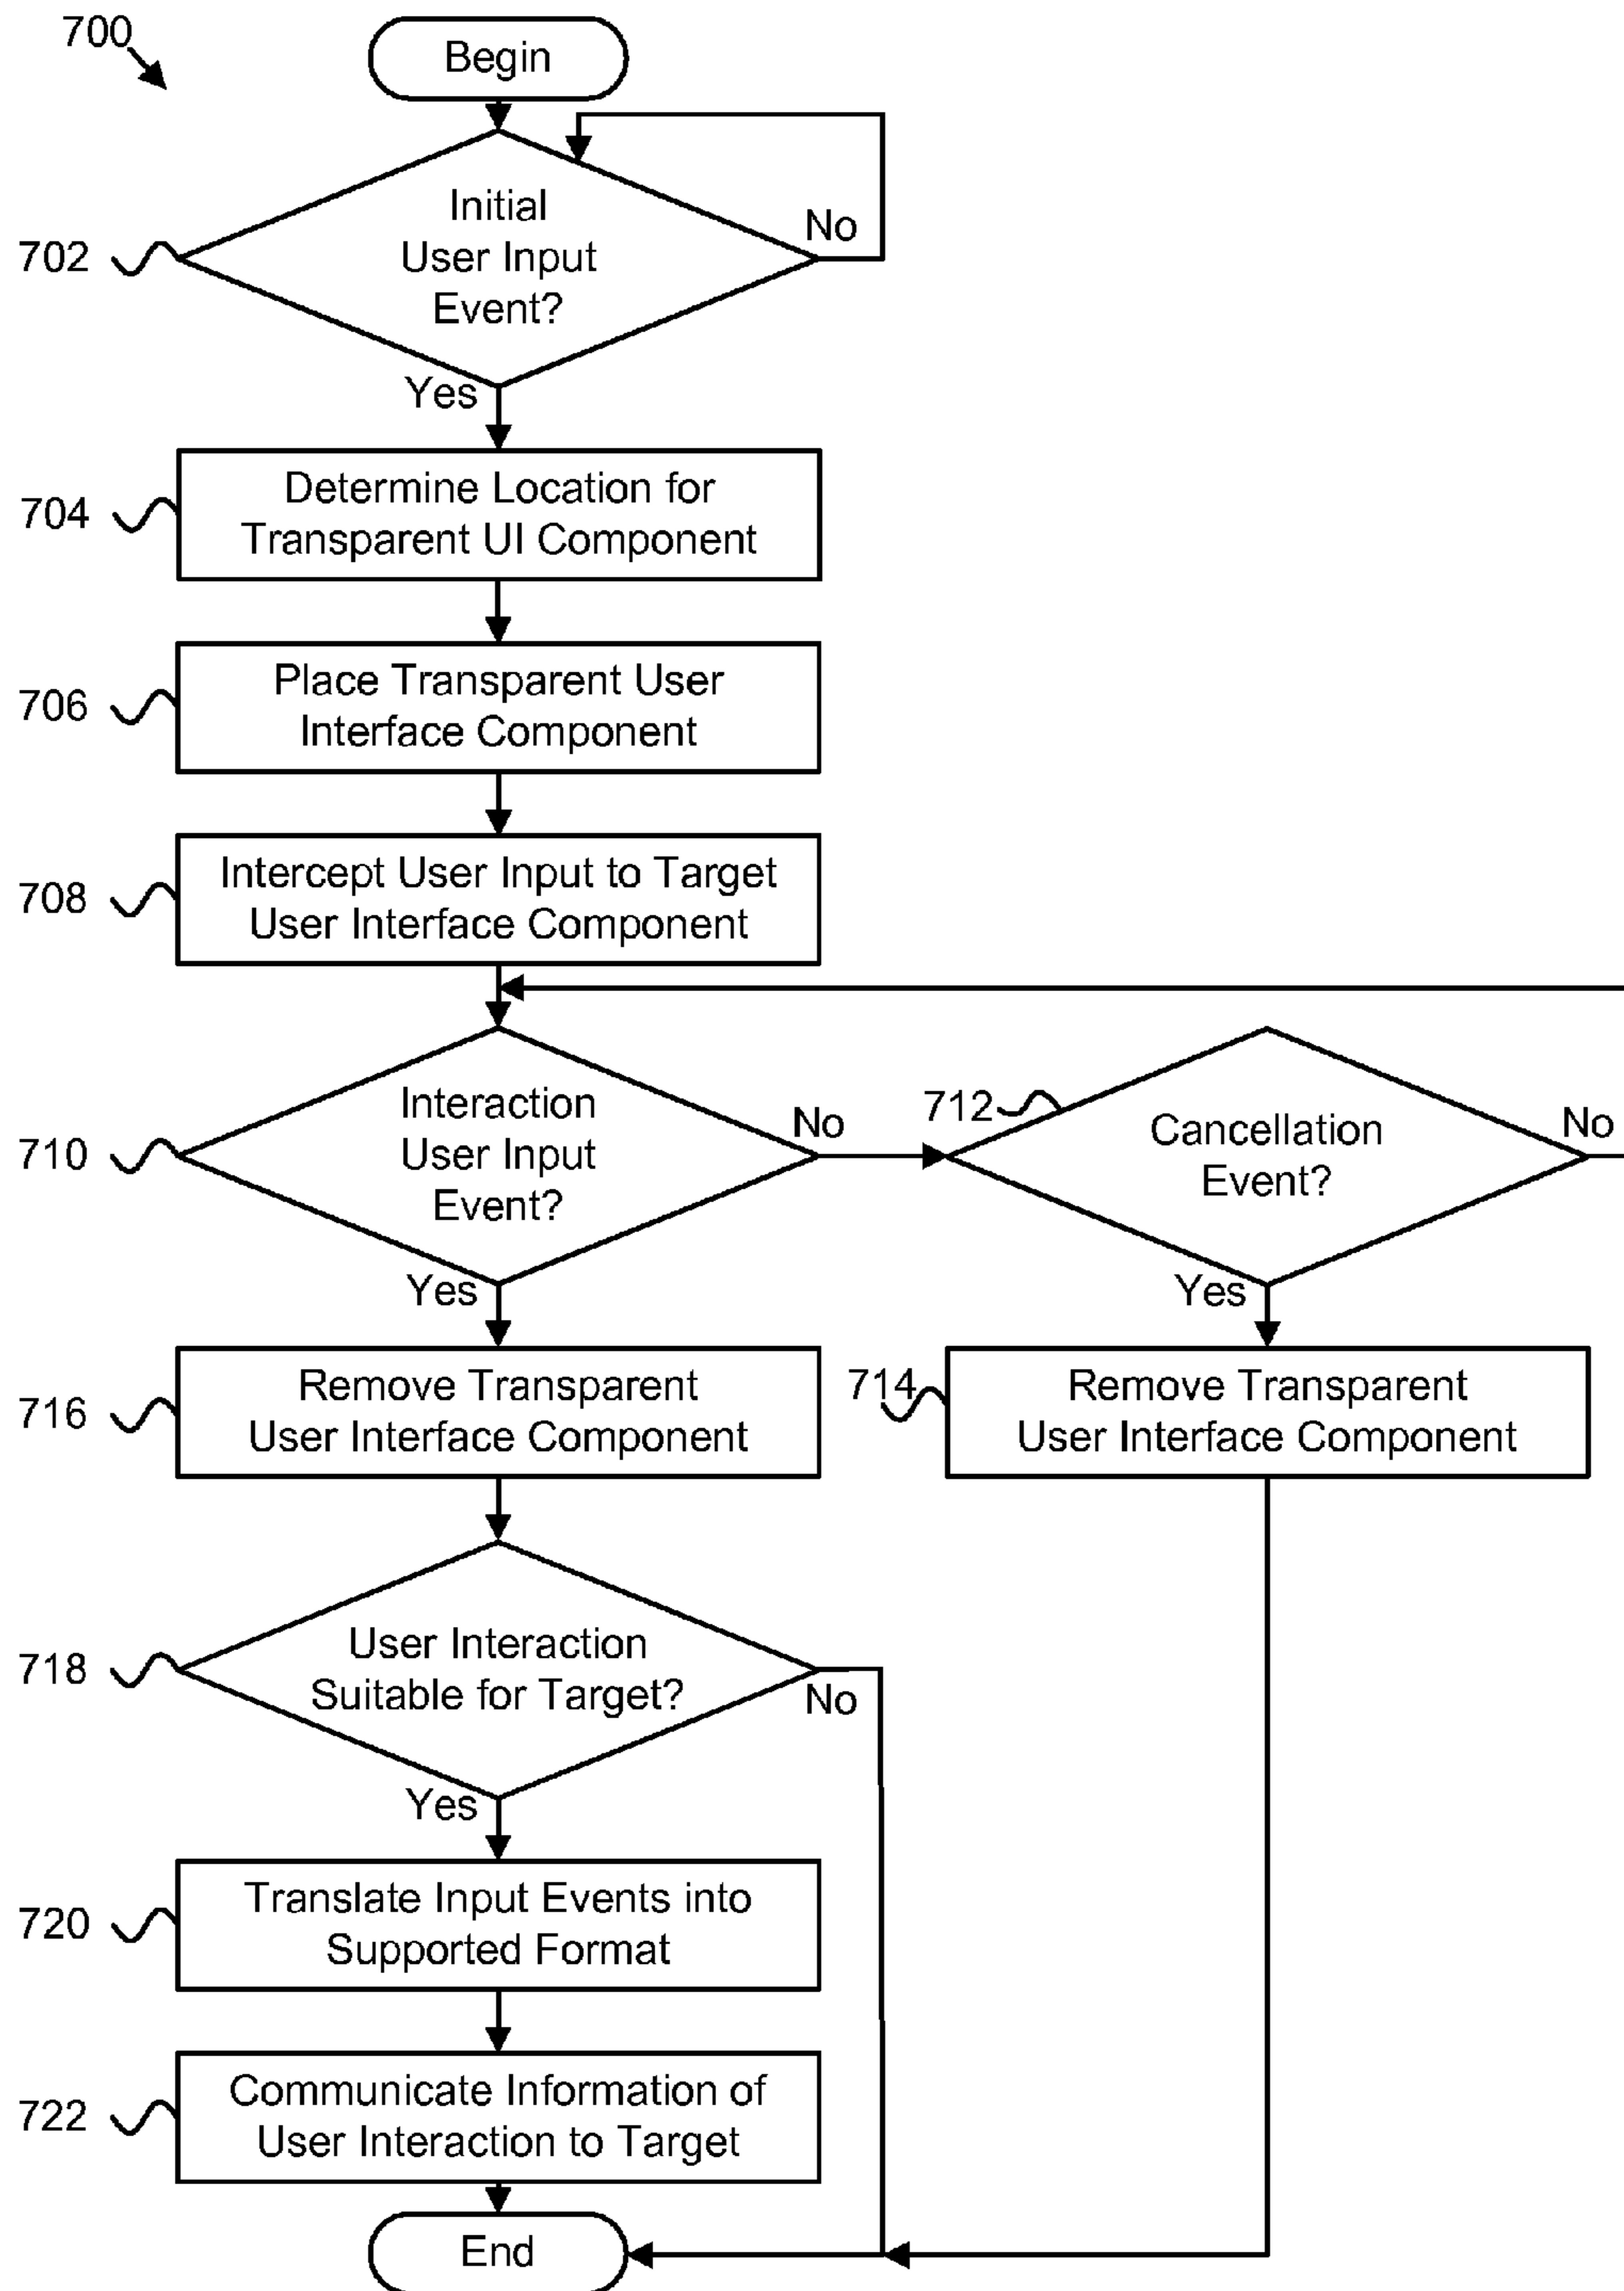 700
Begin
Initial
User Input
Event?
No
702
Yes
Determine Location for
Transparent UI Component
704
Place Transparent User
Interface Component
706
Intercept User Input to Target
User Interface Component
708
Interaction
User Input
Event?
No
710
Yes
712
Cancellation
Event?
No
Yes
Remove Transparent
User Interface Component
716
714
Remove Transparent
User Interface Component
User Interaction
Suitable for Target?
718
No
Yes
Translate Input Events into
Supported Format
720
Communicate Information of
User Interaction to Target
722
End